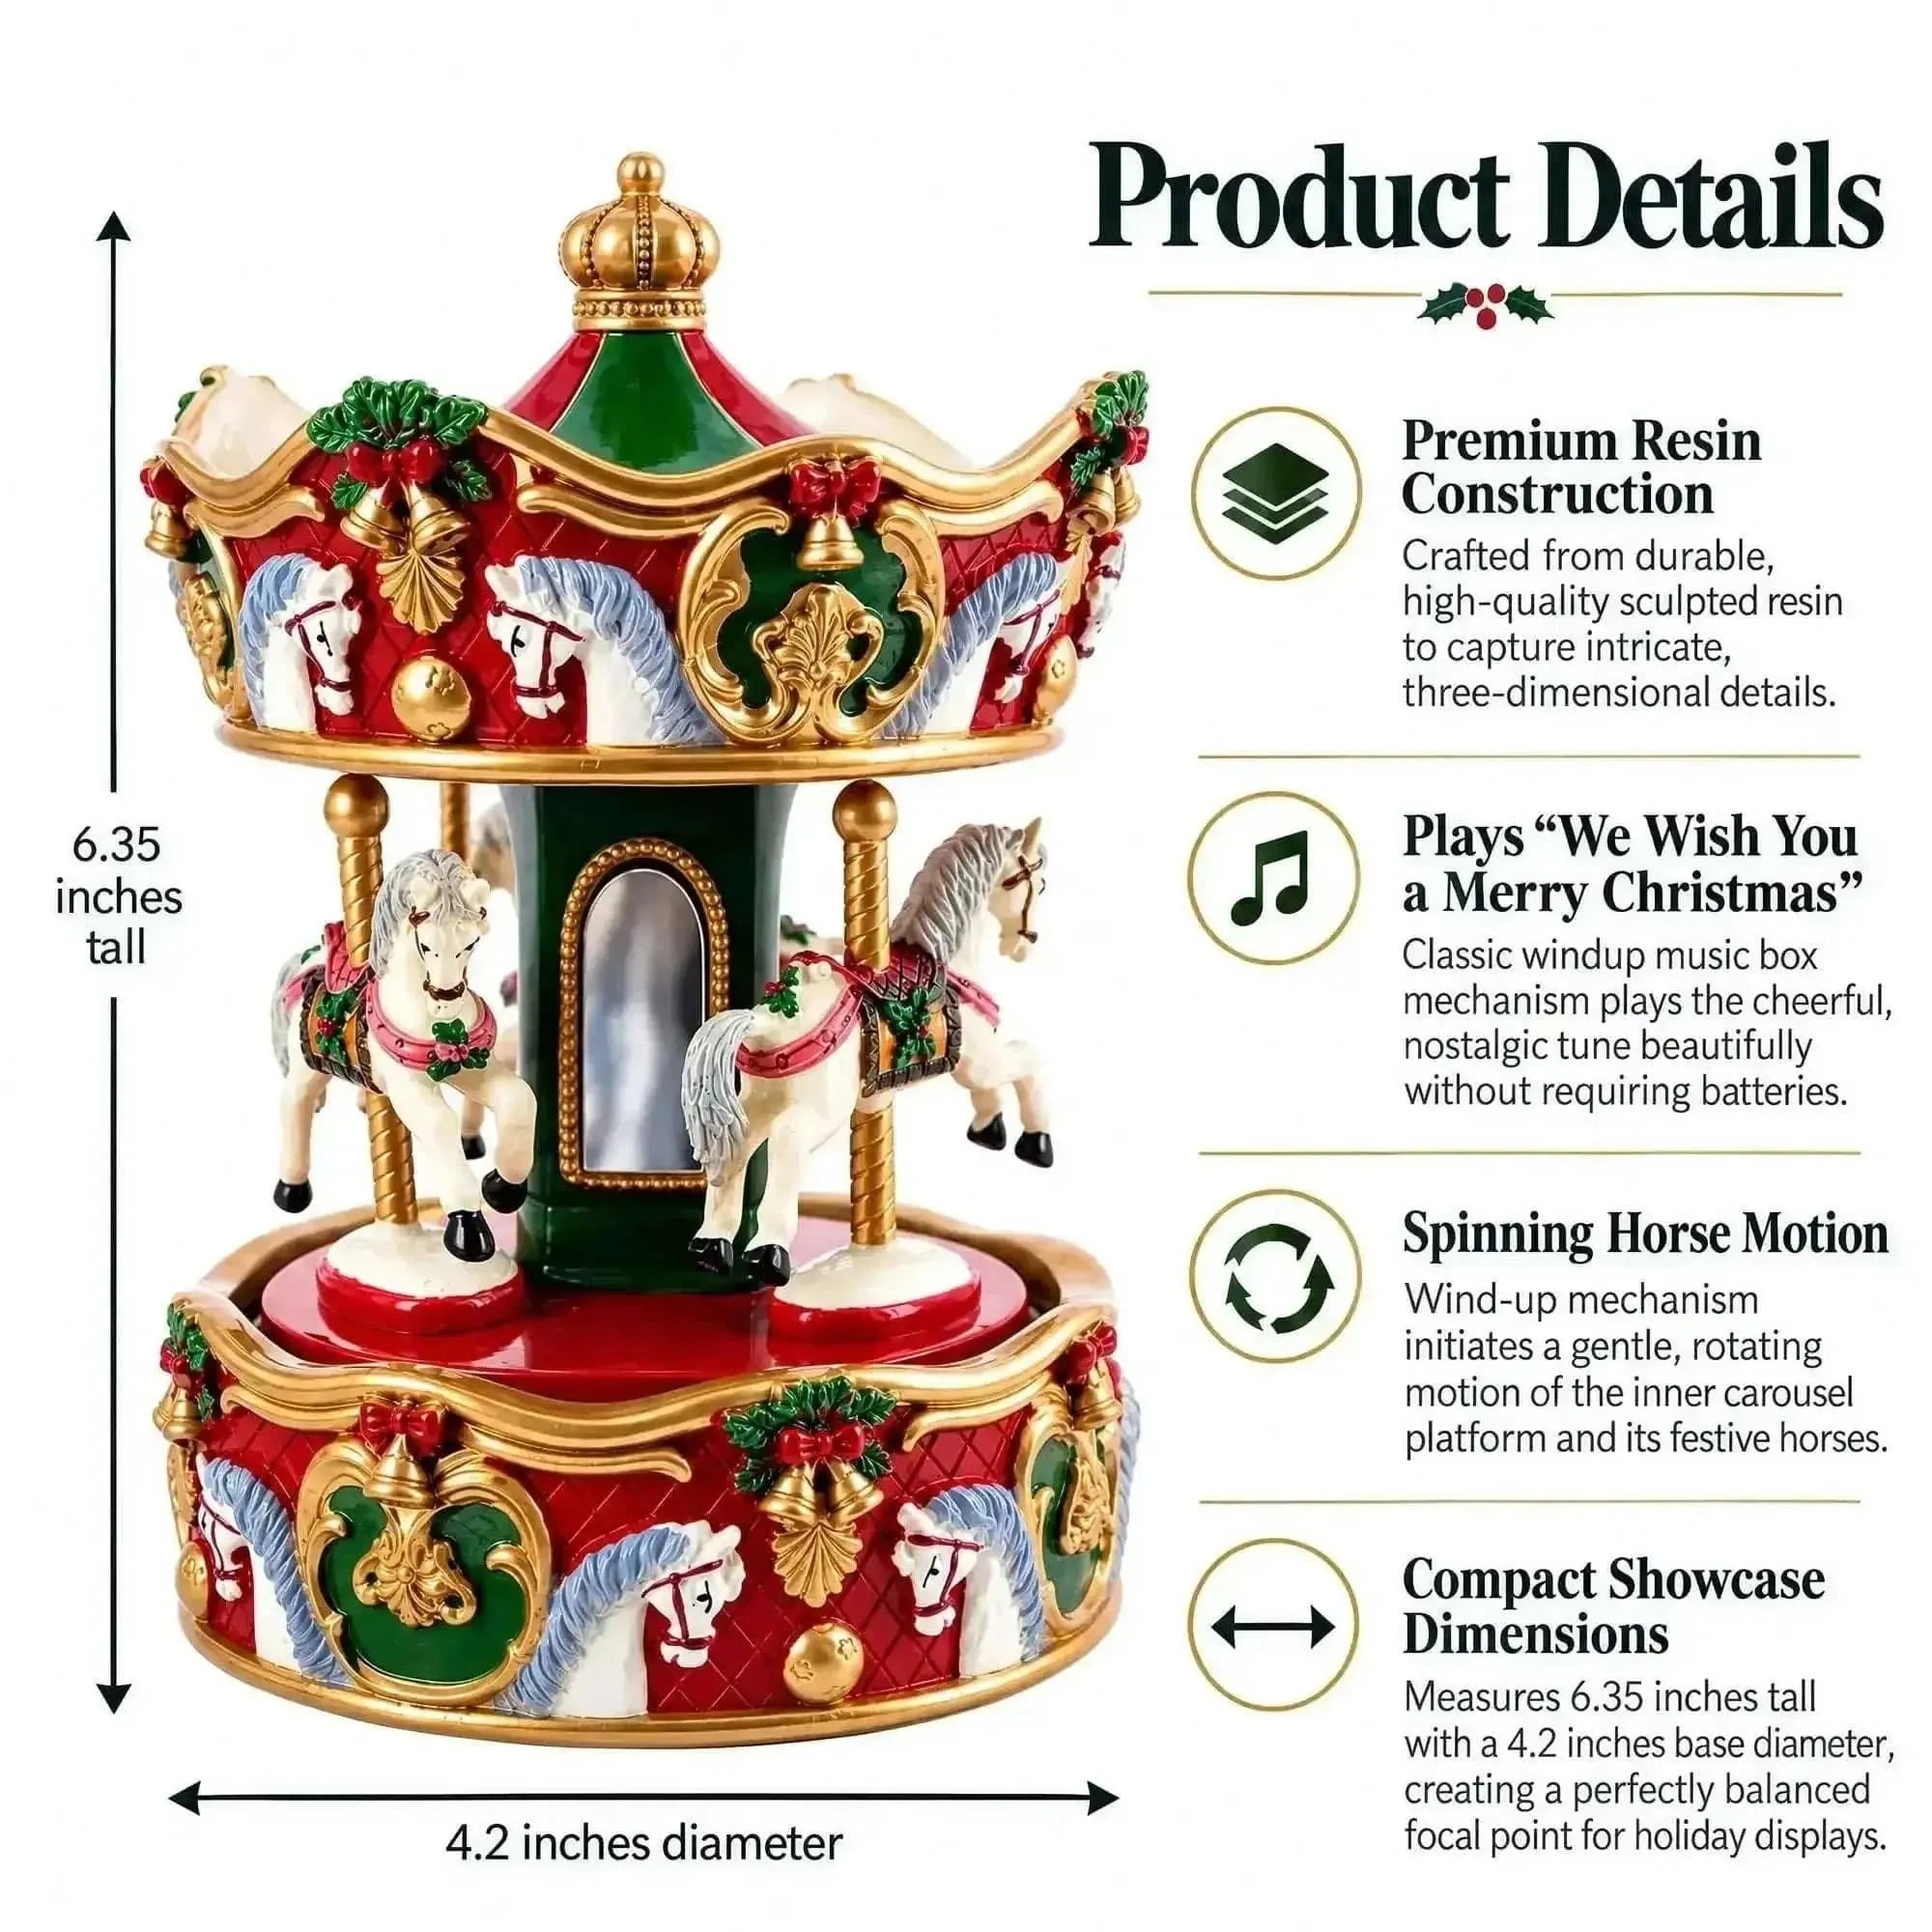 Product Details
Premium Resin
Construction
Crafted from durable,
high-quality sculpted resin
to capture intricate,
three-dimensional details.
Plays “We Wish You
a Merry Christmas”
Classic windup music box
mechanism plays the cheerful,
nostalgic tune beautifully
without requiring batteries.
Spinning Horse Motion
Wind-up mechanism
initiates a gentle, rotating
motion of the inner carousel
platform and its festive horses.
Compact Showcase
Dimensions
Measures 6.35 inches tall
with a 4.2 inches base diameter,
creating a perfectly balanced
focal point for holiday displays.
6.35
inches
tall
4.2 inches diameter